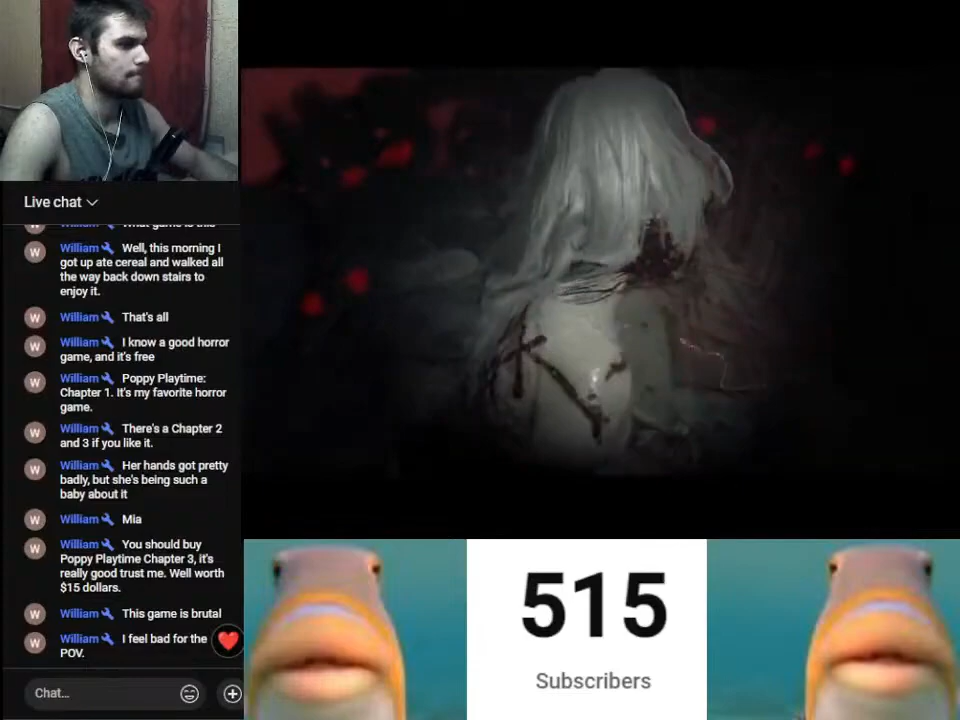 Live chat
William What game is this
William Well, this morning I
got up ate cereal and walked all
the way back down stairs to
enjoy it.
William That's all
William I know a good horror
game, and it's free
William Poppy Playtime:
Chapter 1. It's my favorite horror
game.
William There's a Chapter 2
and 3 if you like it.
William Her hands got pretty
badly, but she's being such a
baby about it
William Mia
William You should buy
Poppy Playtime Chapter 3, it's
really good trust me. Well worth
$15 dollars.
William This game is brutal
William I feel bad for the
POV.
Chat...
515
Subscribers